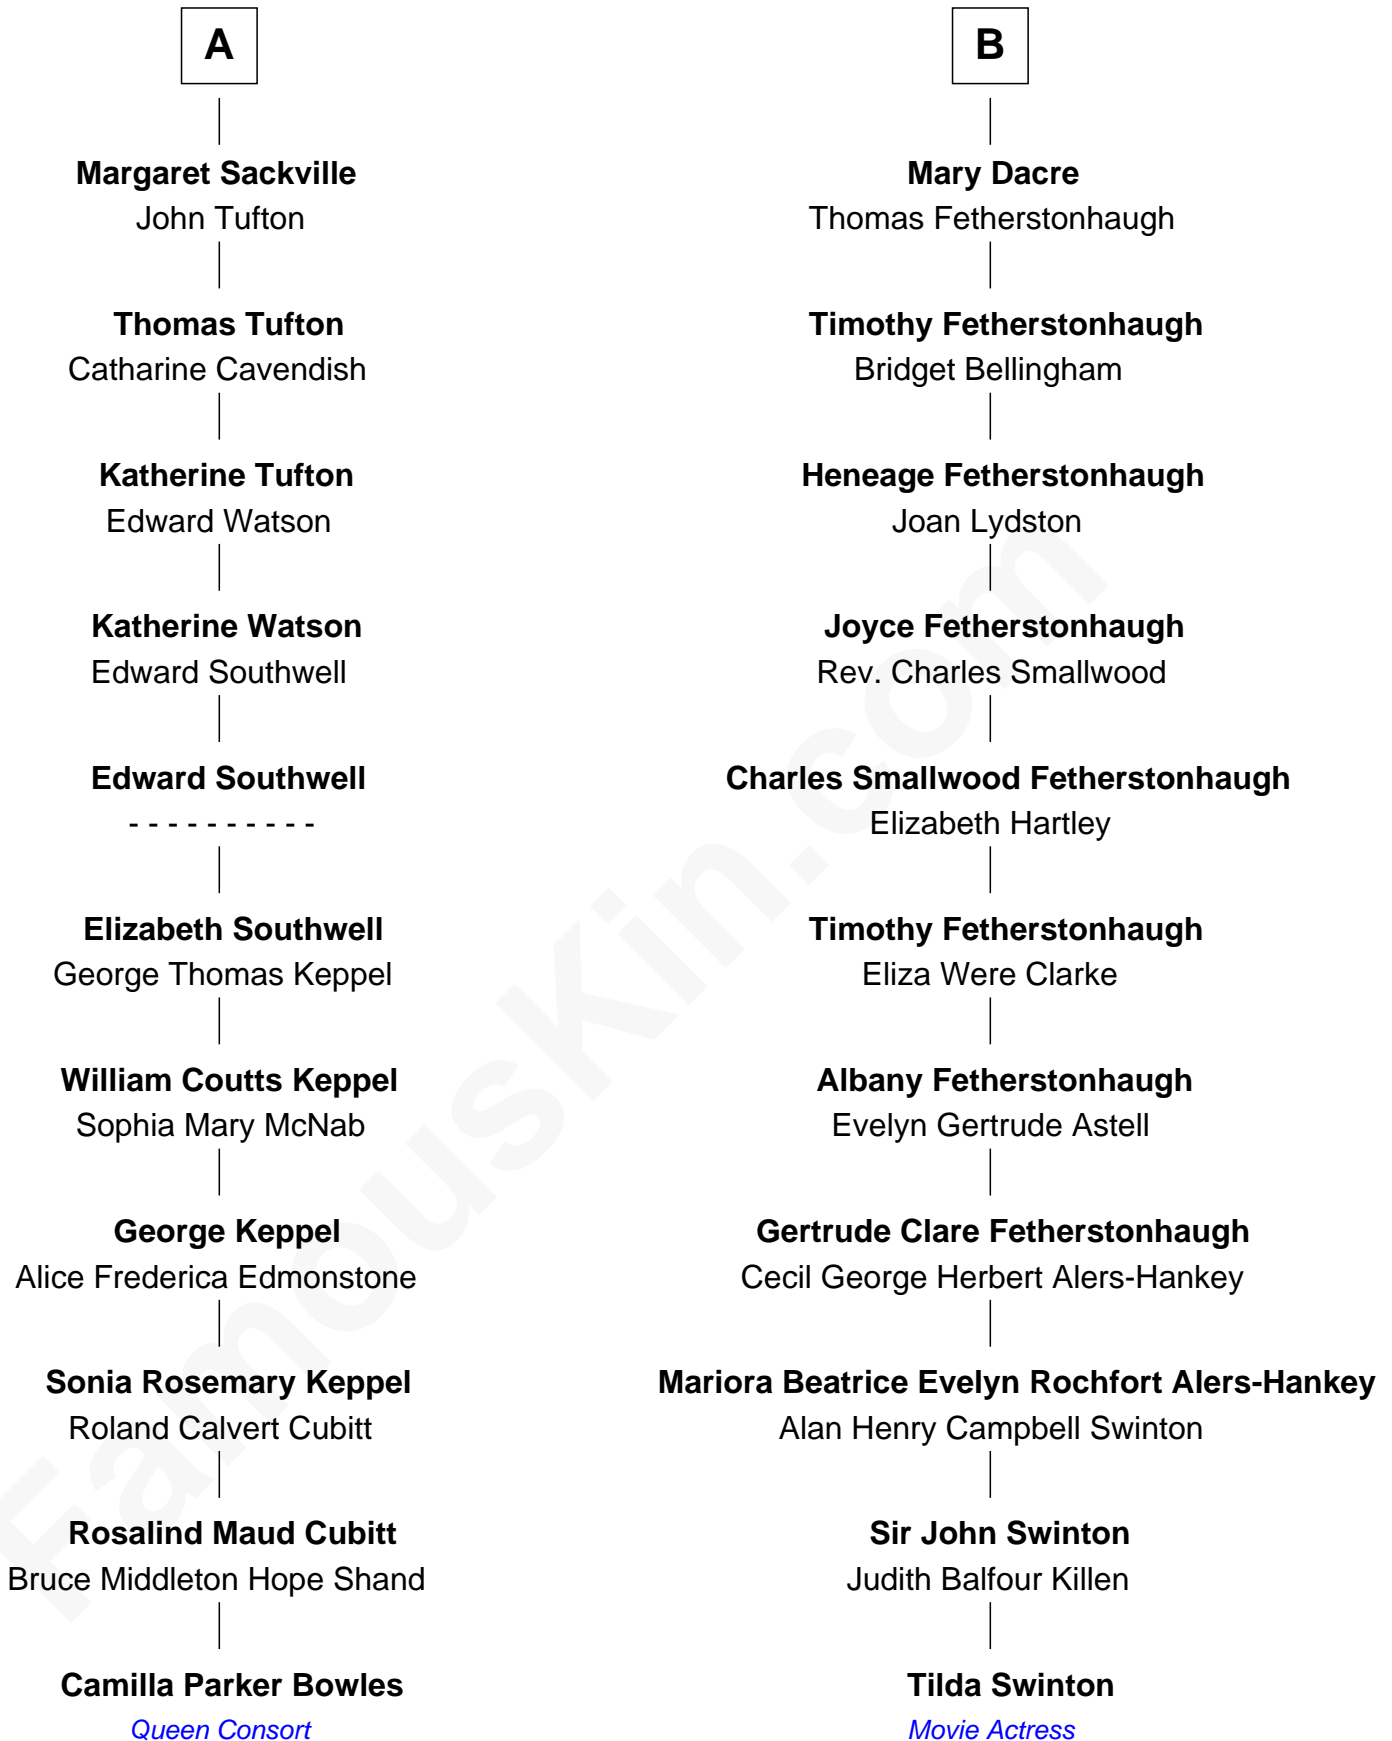 A
Margaret Sackville
John Tufton
Thomas Tufton
Catharine Cavendish
Katherine Tufton
Edward Watson
Katherine Watson
Edward Southwell
Edward Southwell
- - - - - - - - - -
Elizabeth Southwell
George Thomas Keppel
William Coutts Keppel
Sophia Mary McNab
George Keppel
Alice Frederica Edmonstone
Sonia Rosemary Keppel
Roland Calvert Cubitt
Rosalind Maud Cubitt
Bruce Middleton Hope Shand
Camilla Parker Bowles
Queen Consort
B
Mary Dacre
Thomas Fetherstonhaugh
Timothy Fetherstonhaugh
Bridget Bellingham
Heneage Fetherstonhaugh
Joan Lydston
Joyce Fetherstonhaugh
Rev. Charles Smallwood
Charles Smallwood Fetherstonhaugh
Elizabeth Hartley
Timothy Fetherstonhaugh
Eliza Were Clarke
Albany Fetherstonhaugh
Evelyn Gertrude Astell
Gertrude Clare Fetherstonhaugh
Cecil George Herbert Alers-Hankey
Mariora Beatrice Evelyn Rochfort Alers-Hankey
Alan Henry Campbell Swinton
Sir John Swinton
Judith Balfour Killen
Tilda Swinton
Movie Actress
FamousKin.com